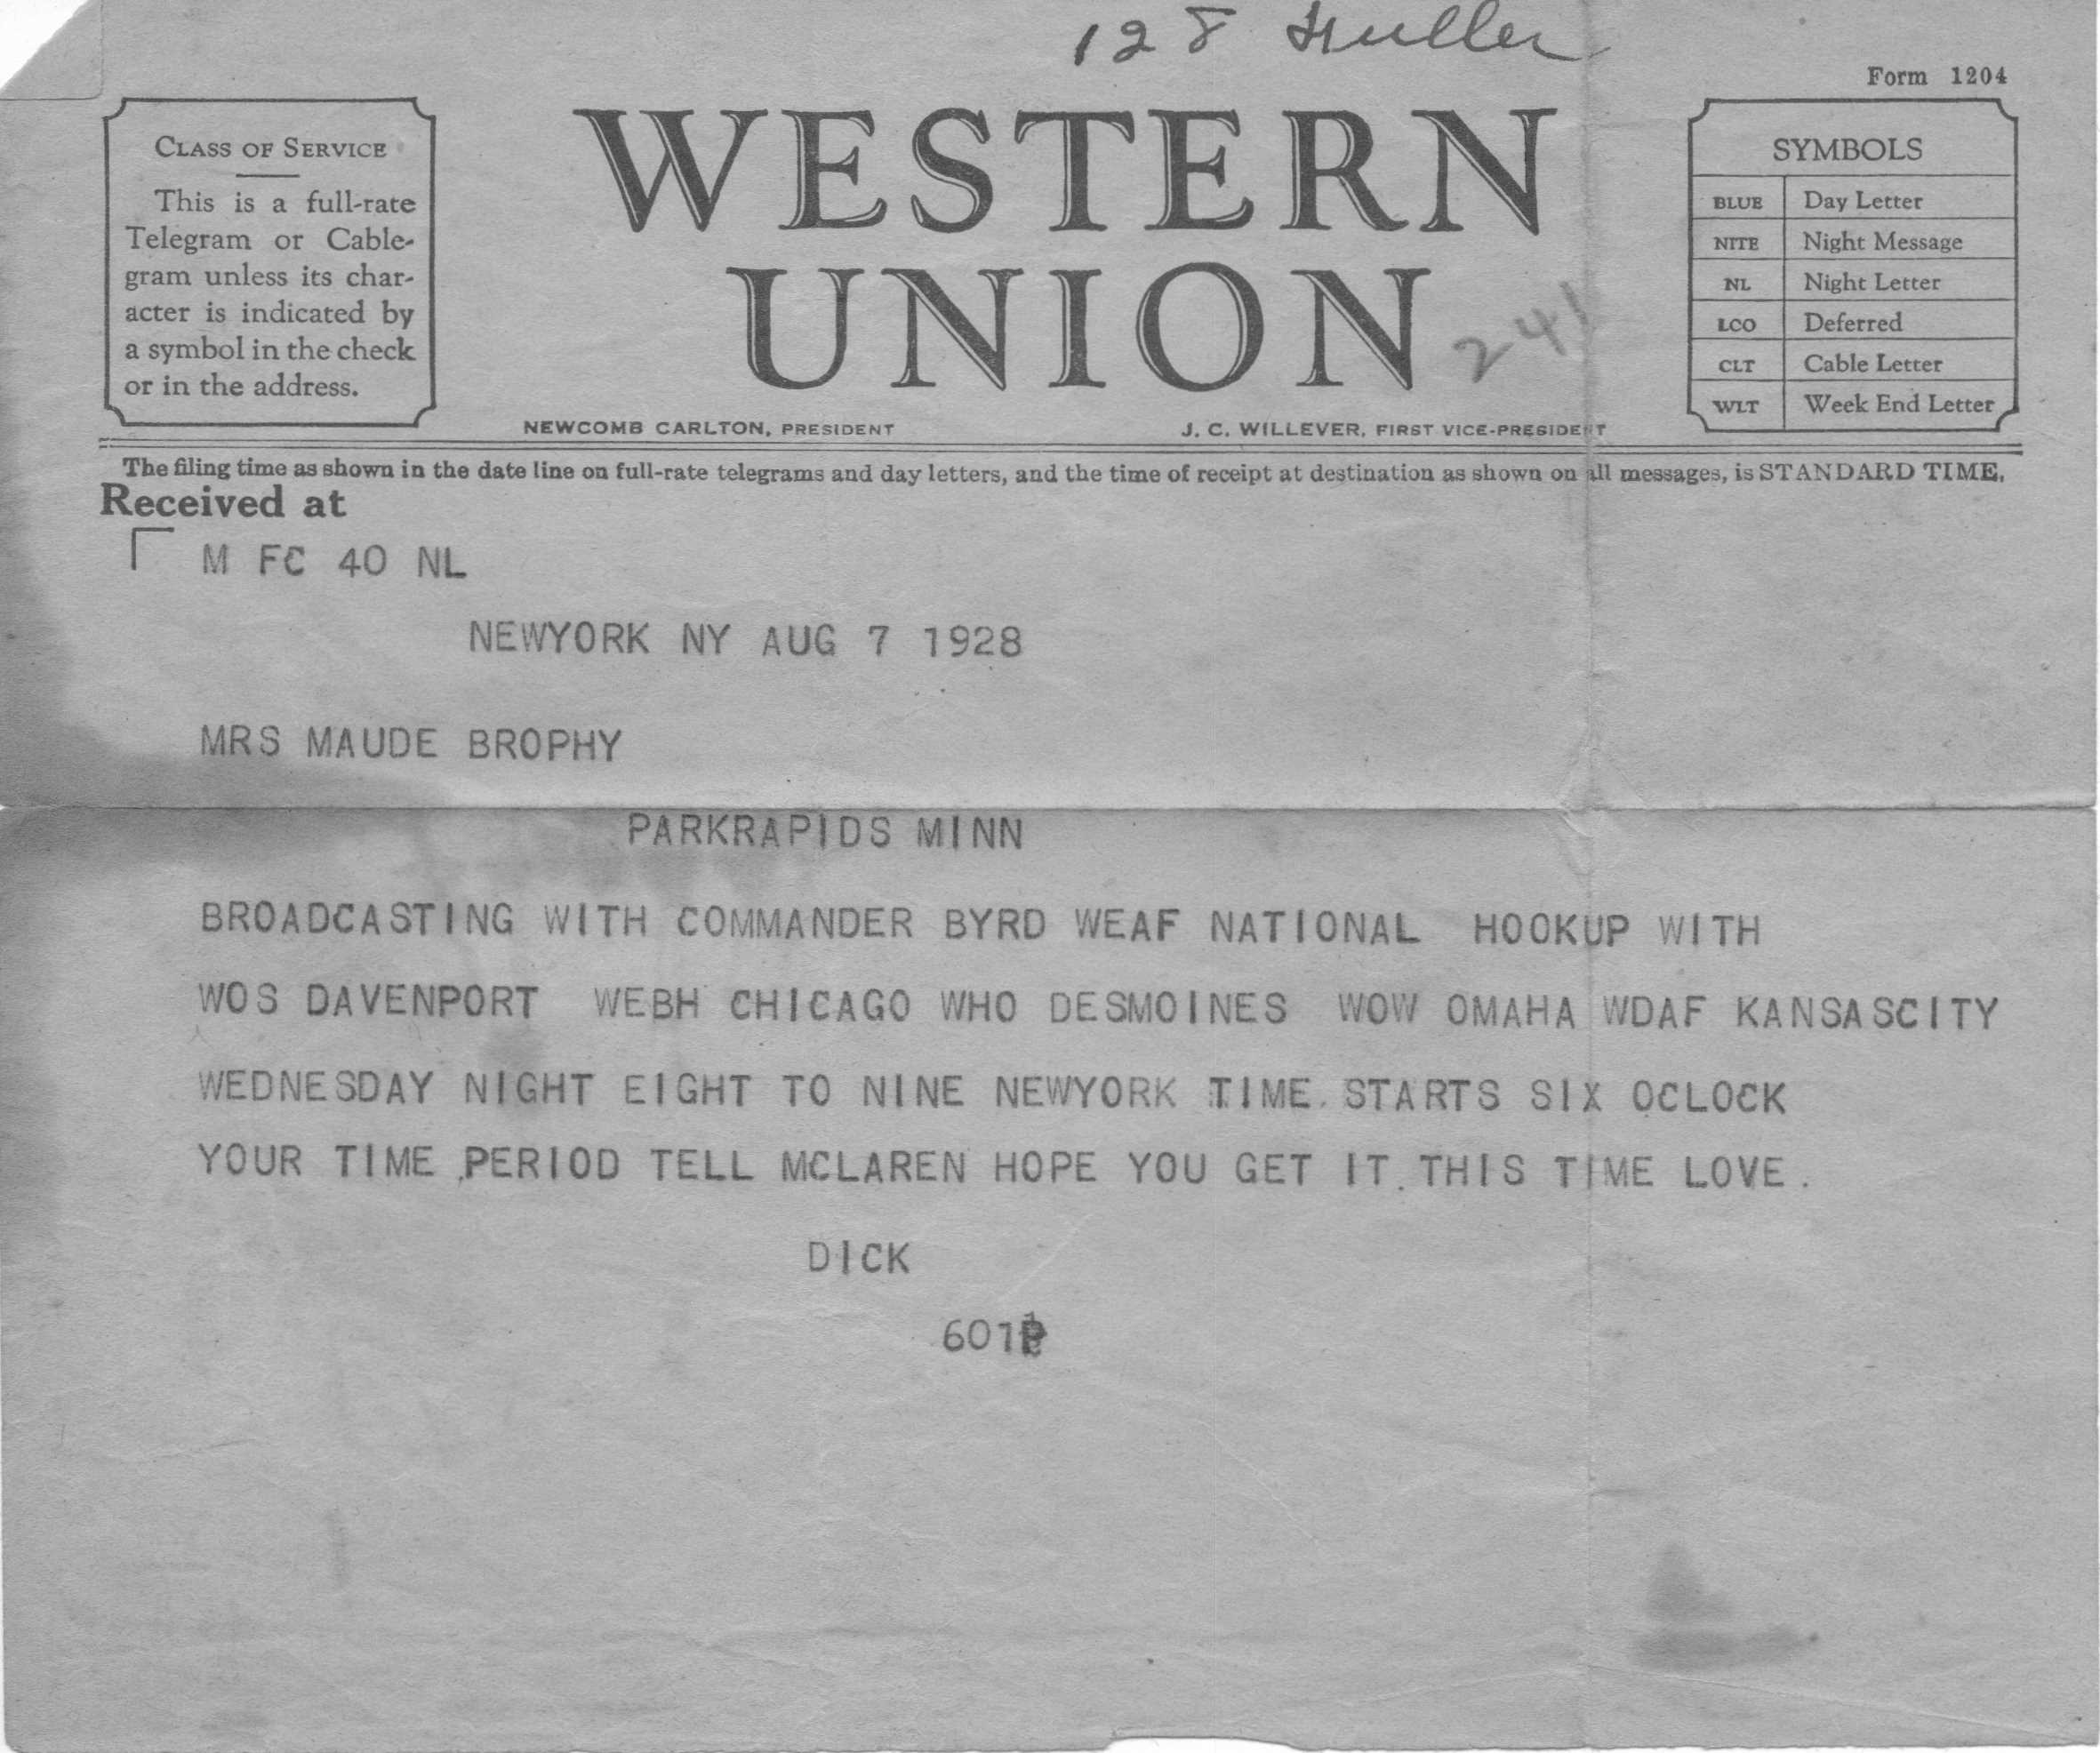 128 Fuller
Form 1204
CLASS OF SERVICE
This is a full-rate
Telegram or Cable-
gram unless its char-
acter is indicated by
a symbol in the check
or in the address.
WESTERN
UNION
241
NEWCOMB CARLTON, PRESIDENT
J. C. WILLEVER, FIRST VICE-PRESIDENT
SYMBOLS
BLUE Day Letter
NITE Night Message
NL Night Letter
LCO Deferred
CLT Cable Letter
WLT Week End Letter
The filing time as shown in the date line on full-rate telegrams and day letters, and the time of receipt at destination as shown on all messages, is STANDARD TIME.
Received at
M FC 40 NL
NEWYORK NY AUG 7 1928
MRS MAUDE BROPHY
PARKRAPIDS MINN
BROADCASTING WITH COMMANDER BYRD WEAF NATIONAL HOOKUP WITH
WOS DAVENPORT WEBH CHICAGO WHO DESMOINES WOW OMAHA WDAF KANSASCITY
WEDNESDAY NIGHT EIGHT TO NINE NEWYORK TIME. STARTS SIX OCLOCK
YOUR TIME PERIOD TELL MCLAREN HOPE YOU GET IT. THIS TIME LOVE.
DICK
601P